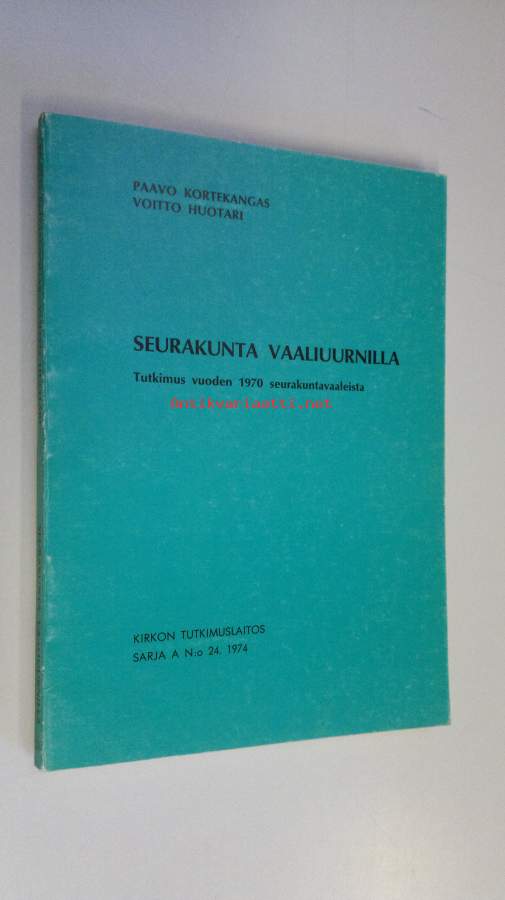 PAAVO KORTEKANGAS
VOITTO HUOTARI
SEURAKUNTA VAALIUURNILLA
Tutkimus vuoden 1970 seurakuntavaaleista
antikvariaatti.net
KIRKON TUTKIMUSLAITOS
SARJA A N:o 24, 1974